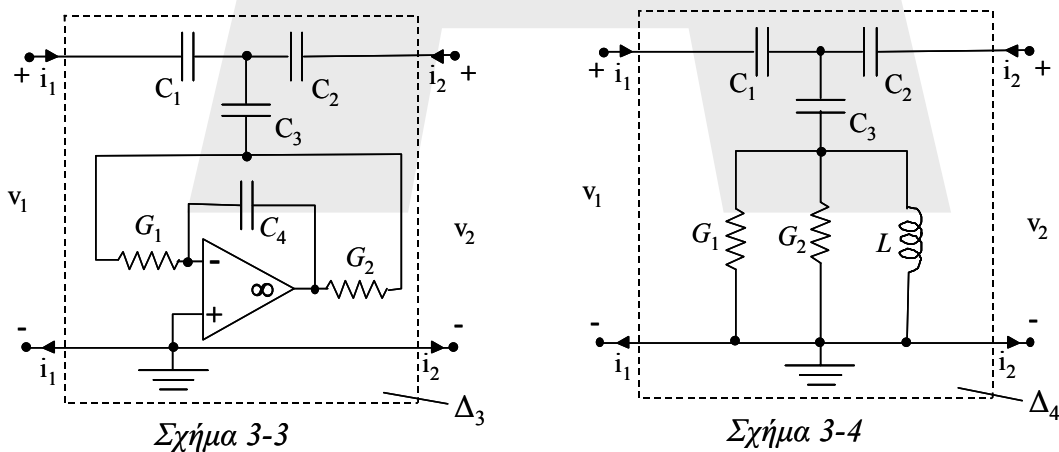 + i₁ C₁ C₂ i₂ +
C₃
v₁ G₁ C₄ G₂ v₂
- ∞
+
- i₁ i₂ -
Δ₃
Σχήμα 3-3
+ i₁ C₁ C₂ i₂ +
C₃
v₁ G₁ G₂ L v₂
- i₁ i₂ -
Δ₄
Σχήμα 3-4